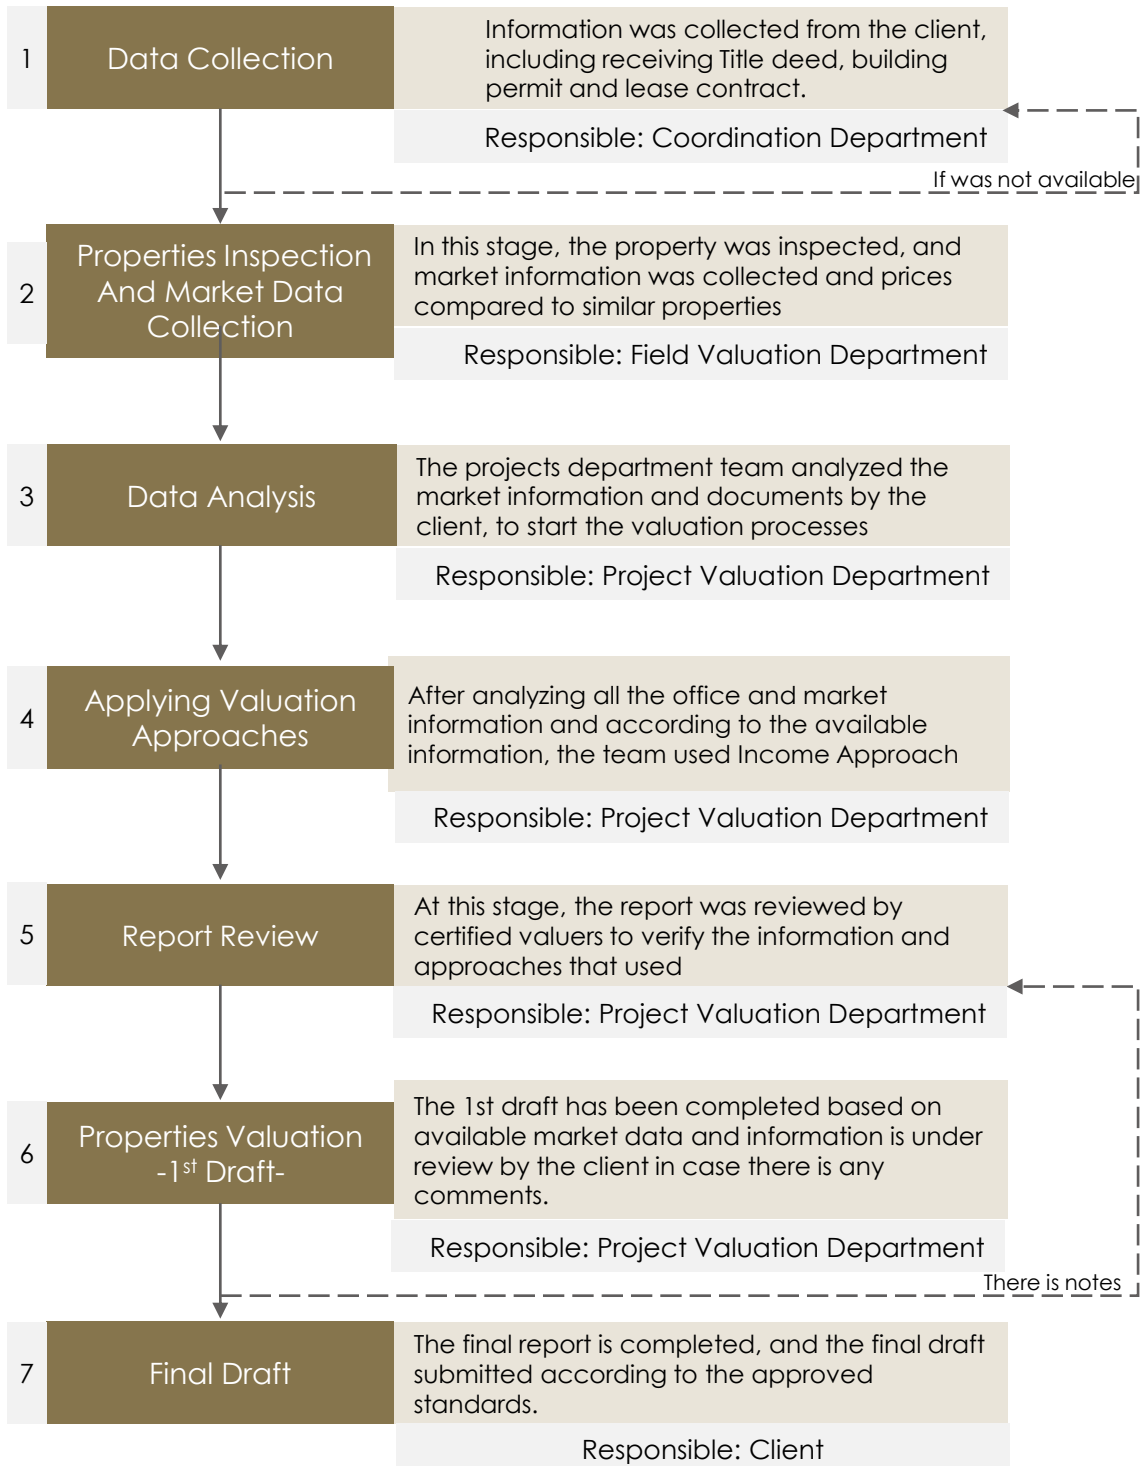 1
Data Collection
Information was collected from the client,
including receiving Title deed, building
permit and lease contract.
Responsible: Coordination Department
If was not available
2
Properties Inspection
And Market Data
Collection
In this stage, the property was inspected, and
market information was collected and prices
compared to similar properties
Responsible: Field Valuation Department
3
Data Analysis
The projects department team analyzed the
market information and documents by the
client, to start the valuation processes
Responsible: Project Valuation Department
4
Applying Valuation
Approaches
After analyzing all the office and market
information and according to the available
information, the team used Income Approach
Responsible: Project Valuation Department
5
Report Review
At this stage, the report was reviewed by
certified valuers to verify the information and
approaches that used
Responsible: Project Valuation Department
6
Properties Valuation
-1st Draft-
The 1st draft has been completed based on
available market data and information is under
review by the client in case there is any
comments.
Responsible: Project Valuation Department
There is notes
7
Final Draft
The final report is completed, and the final draft
submitted according to the approved
standards.
Responsible: Client